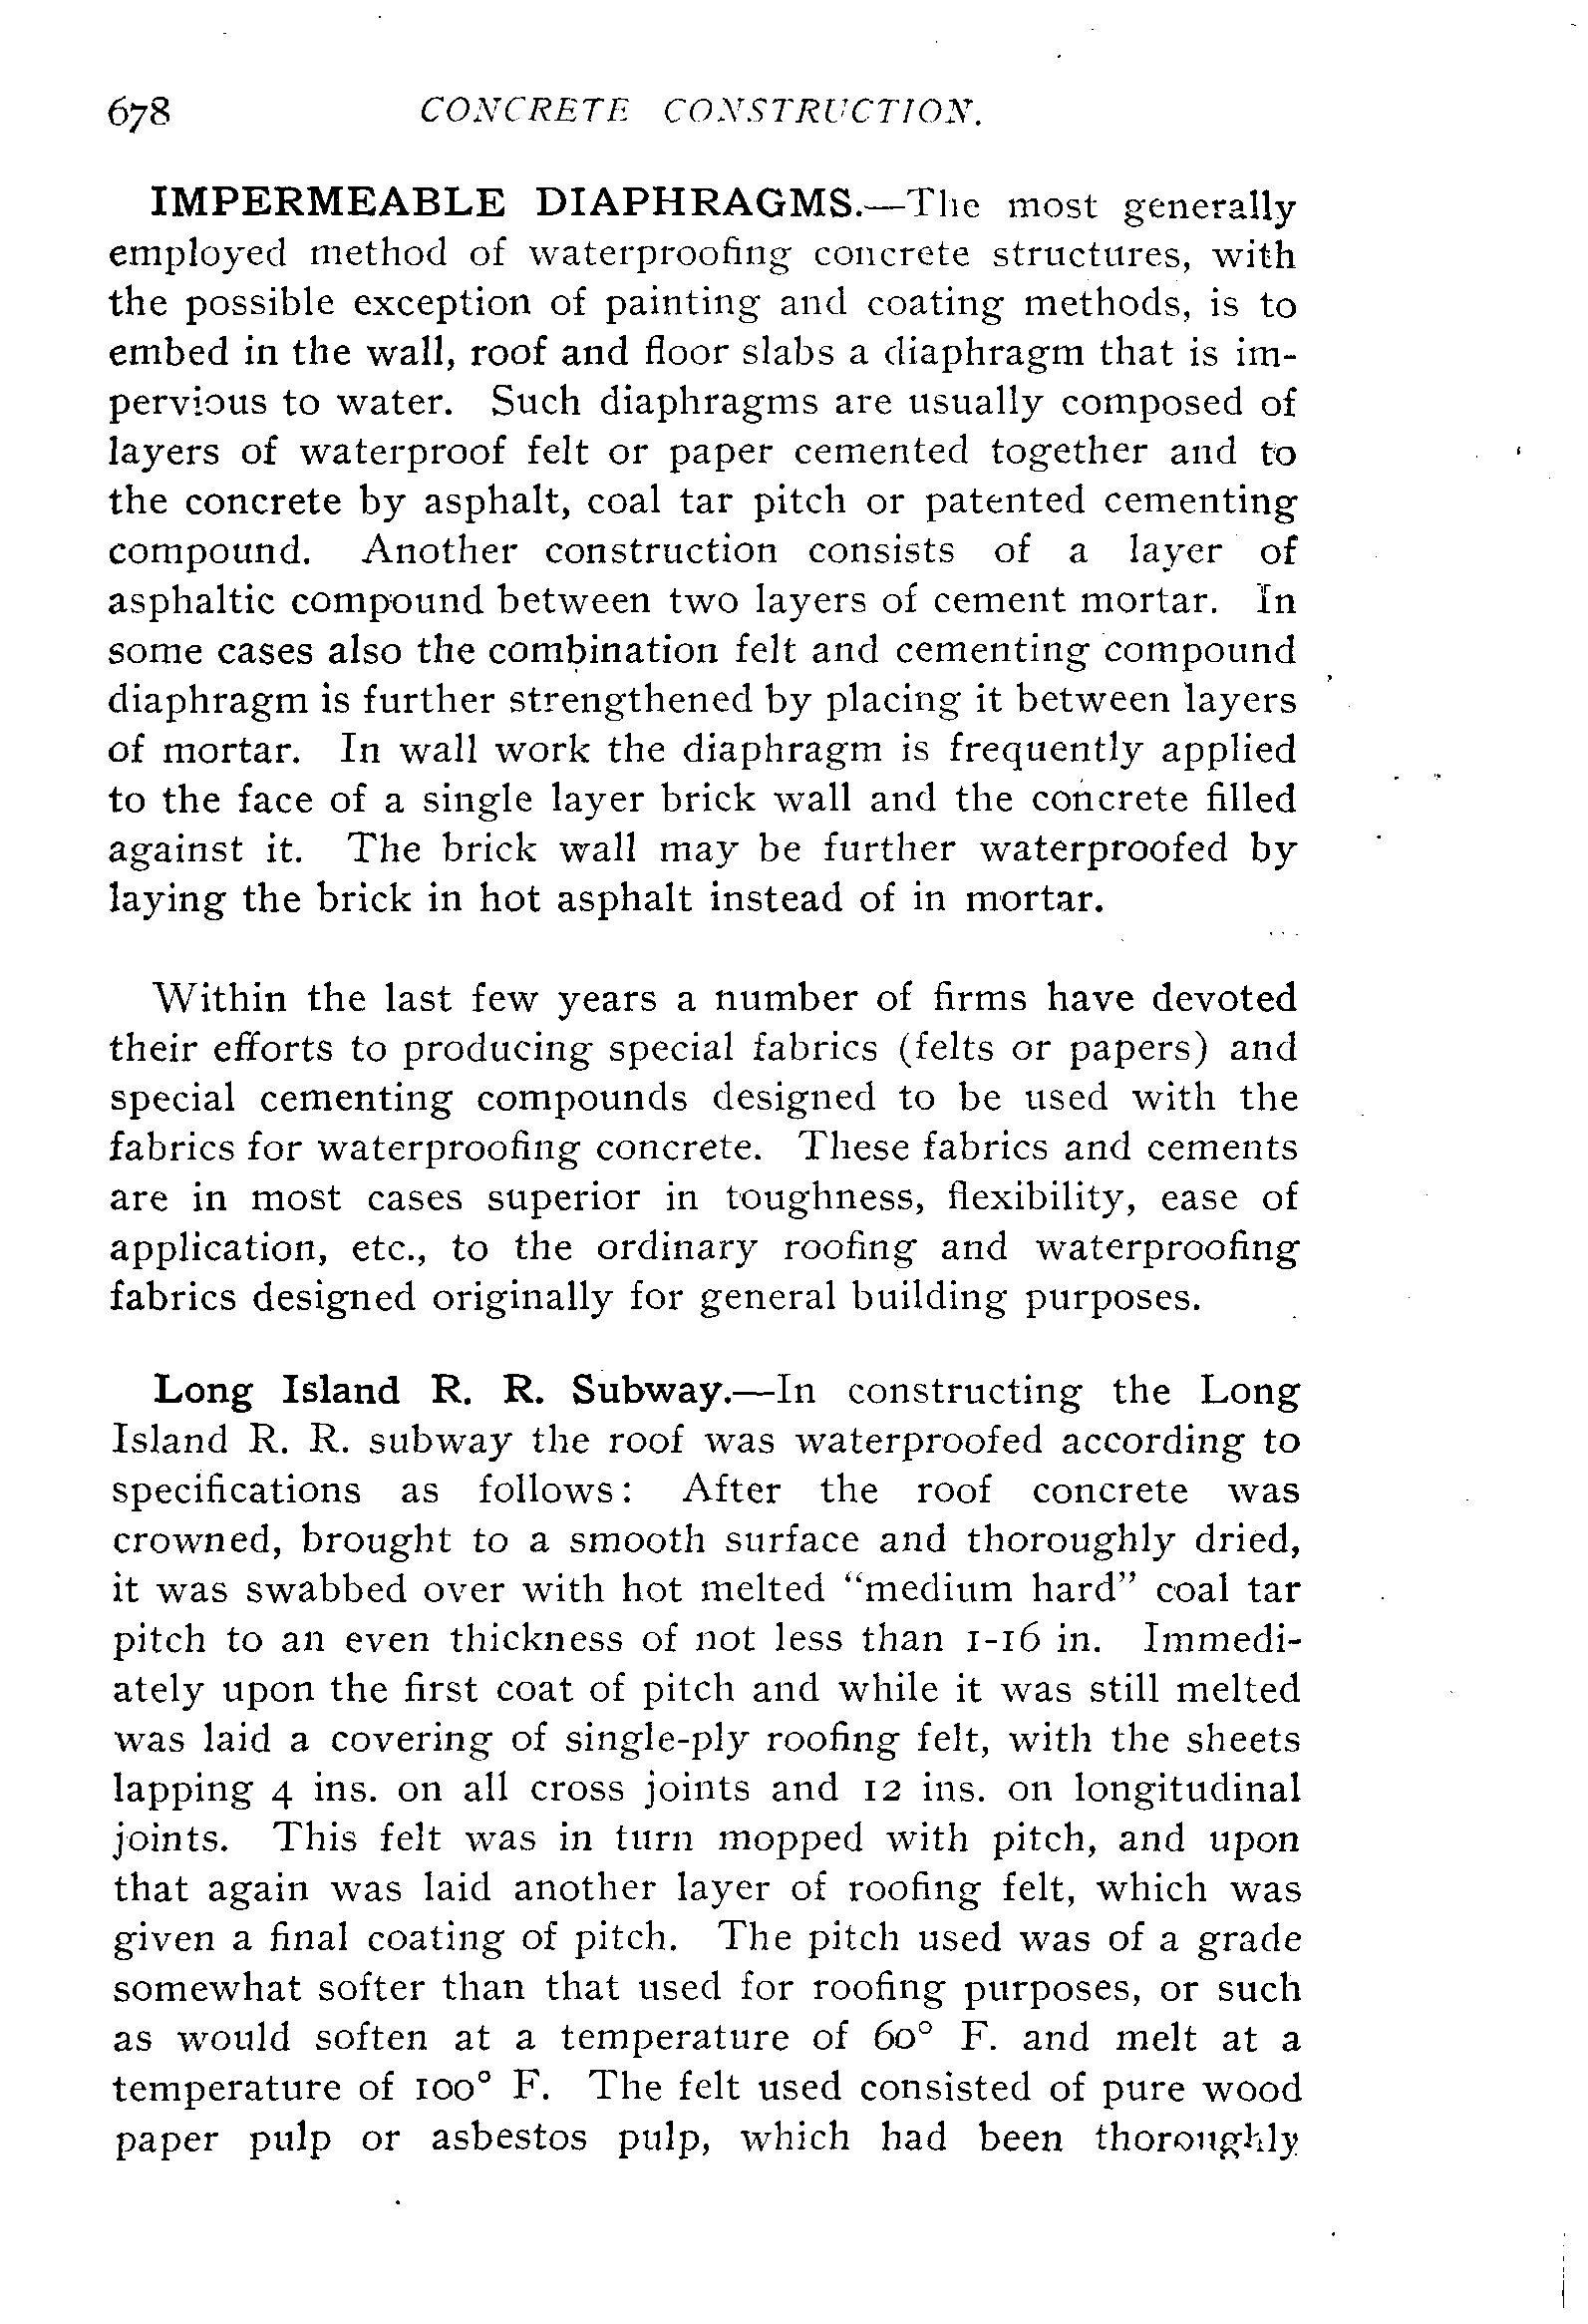 678 CONCRETE CONSTRUCTION.
IMPERMEABLE DIAPHRAGMS.—The most generally
employed method of waterproofing concrete structures, with
the possible exception of painting and coating methods, is to
embed in the wall, roof and floor slabs a diaphragm that is im-
pervious to water. Such diaphragms are usually composed of
layers of waterproof felt or paper cemented together and to
the concrete by asphalt, coal tar pitch or patented cementing
compound. Another construction consists of a layer of
asphaltic compound between two layers of cement mortar. In
some cases also the combination felt and cementing compound
diaphragm is further strengthened by placing it between layers
of mortar. In wall work the diaphragm is frequently applied
to the face of a single layer brick wall and the concrete filled
against it. The brick wall may be further waterproofed by
laying the brick in hot asphalt instead of in mortar.
Within the last few years a number of firms have devoted
their efforts to producing special fabrics (felts or papers) and
special cementing compounds designed to be used with the
fabrics for waterproofing concrete. These fabrics and cements
are in most cases superior in toughness, flexibility, ease of
application, etc., to the ordinary roofing and waterproofing
fabrics designed originally for general building purposes.
Long Island R. R. Subway.—In constructing the Long
Island R. R. subway the roof was waterproofed according to
specifications as follows: After the roof concrete was
crowned, brought to a smooth surface and thoroughly dried,
it was swabbed over with hot melted “medium hard” coal tar
pitch to an even thickness of not less than 1-16 in. Immedi-
ately upon the first coat of pitch and while it was still melted
was laid a covering of single-ply roofing felt, with the sheets
lapping 4 ins. on all cross joints and 12 ins. on longitudinal
joints. This felt was in turn mopped with pitch, and upon
that again was laid another layer of roofing felt, which was
given a final coating of pitch. The pitch used was of a grade
somewhat softer than that used for roofing purposes, or such
as would soften at a temperature of 60° F. and melt at a
temperature of 100° F. The felt used consisted of pure wood
paper pulp or asbestos pulp, which had been thoroughly